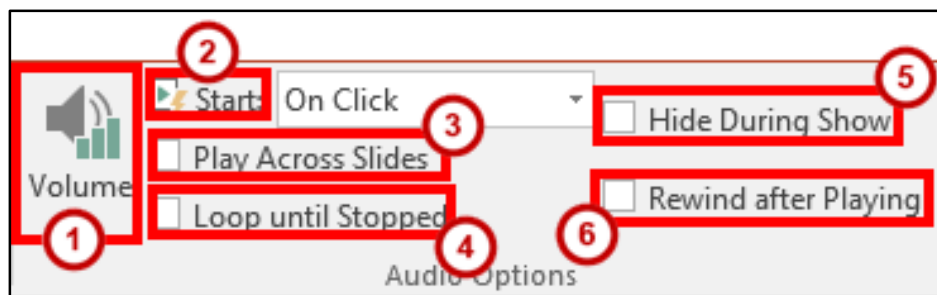 2
5
Start: On Click
Hide During Show
3
Play Across Slides
Volume
Rewind after Playing
Loop until Stopped
1
4
6
Audio Options